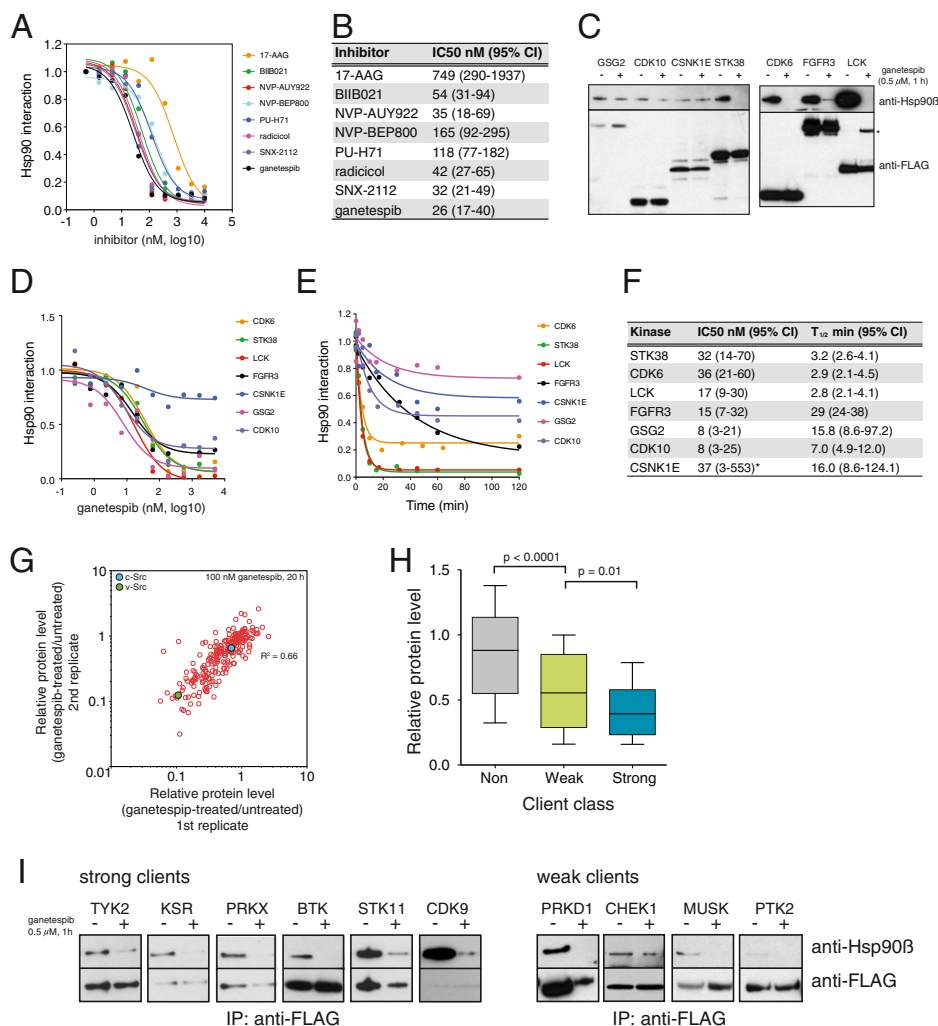 A
Hsp90 interaction
1.0
0.8
0.6
0.4
0.2
0.0
-1 0 1 2 3 4 5
inhibitor (nM, log10)
17-AAG
BIIB021
NVP-AUY922
NVP-BEP800
PU-H71
radicicol
SNX-2112
ganetespib
B
Inhibitor IC50 nM (95% CI)
17-AAG 749 (290-1937)
BIIB021 54 (31-94)
NVP-AUY922 35 (18-69)
NVP-BEP800 165 (92-295)
PU-H71 118 (77-182)
radicicol 42 (27-65)
SNX-2112 32 (21-49)
ganetespib 26 (17-40)
C
GSG2 CDK10 CSNK1E STK38 CDK6 FGFR3 LCK
- + - + - + - + - + - + - +
ganetespib
(0.5 µM, 1 h)
anti-Hsp90ß
*
anti-FLAG
D
Hsp90 interaction
1.5
1.0
0.5
0.0
-1 0 1 2 3 4 5
ganetespib (nM, log10)
CDK6
STK38
LCK
FGFR3
CSNK1E
GSG2
CDK10
E
Hsp90 interaction
1.2
1.0
0.8
0.6
0.4
0.2
0.0
0 20 40 60 80 100 120
Time (min)
CDK6
STK38
LCK
FGFR3
CSNK1E
GSG2
CDK10
F
Kinase IC50 nM (95% CI) T1/2 min (95% CI)
STK38 32 (14-70) 3.2 (2.6-4.1)
CDK6 36 (21-60) 2.9 (2.1-4.5)
LCK 17 (9-30) 2.8 (2.1-4.1)
FGFR3 15 (7-32) 29 (24-38)
GSG2 8 (3-21) 15.8 (8.6-97.2)
CDK10 8 (3-25) 7.0 (4.9-12.0)
CSNK1E 37 (3-553)* 16.0 (8.6-124.1)
G
Relative protein level
(ganetespib-treated/untreated)
2nd replicate
10
1
0.1
0.01
c-Src
v-Src
100 nM ganetespib, 20 h
R² = 0.66
0.1 1 10
Relative protein level
(ganetespip-treated/untreated)
1st replicate
H
Relative protein level
1.5
1.0
0.5
0.0
p < 0.0001
p = 0.01
Non Weak Strong
Client class
I
strong clients
TYK2 KSR PRKX BTK STK11 CDK9
ganetespib
0.5 µM, 1h
- + - + - + - + - + - +
IP: anti-FLAG
weak clients
PRKD1 CHEK1 MUSK PTK2
- + - + - + - +
anti-Hsp90ß
anti-FLAG
IP: anti-FLAG